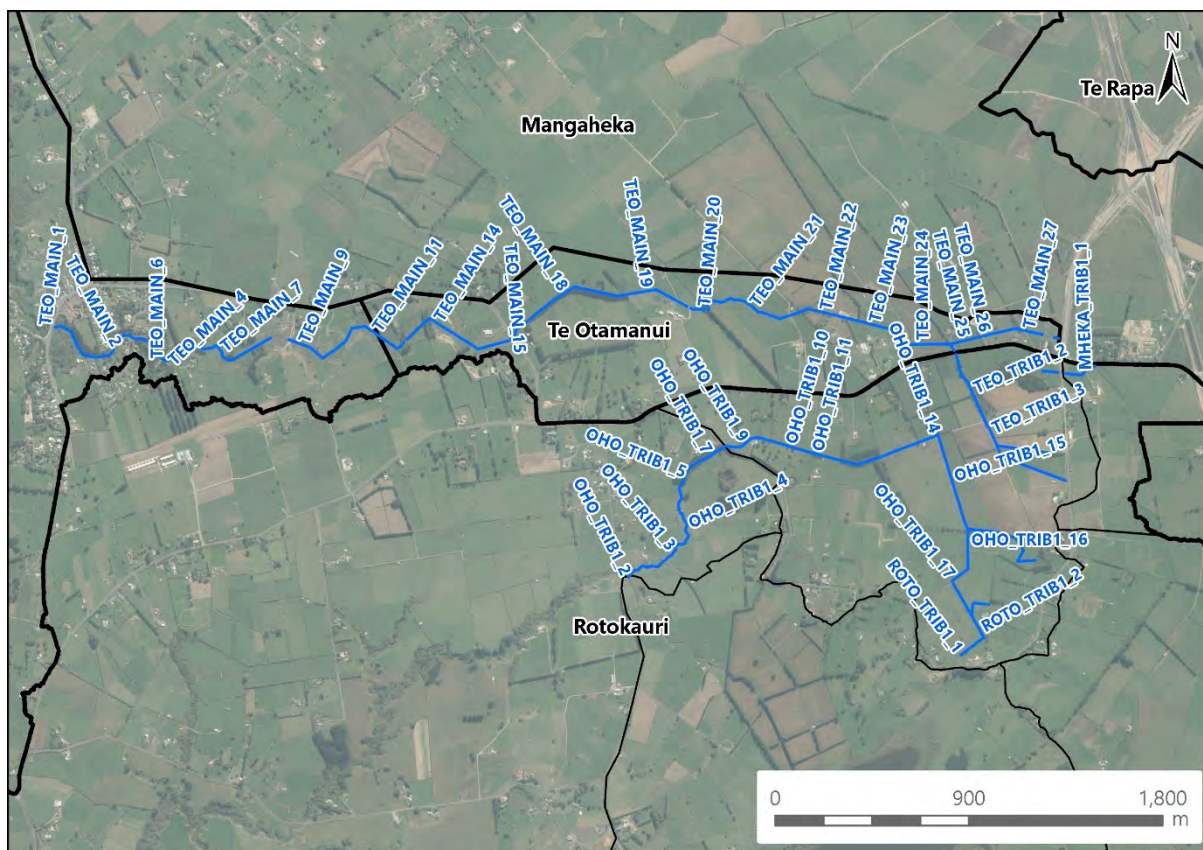 N
Te Rapa
Mangaheka
TEO_MAIN_1
TEO_MAIN_2
TEO_MAIN_6
TEO_MAIN_4
TEO_MAIN_7
TEO_MAIN_9
TEO_MAIN_11
TEO_MAIN_14
TEO_MAIN_15
TEO_MAIN_18
TEO_MAIN_19
TEO_MAIN_20
TEO_MAIN_21
TEO_MAIN_22
TEO_MAIN_23
TEO_MAIN_24
TEO_MAIN_25
TEO_MAIN_26
TEO_MAIN_27
MHEKA_TRIB1_1
Te Otamanui
TEO_TRIB1_2
TEO_TRIB1_3
OHO_TRIB1_5
OHO_TRIB1_7
OHO_TRIB1_9
OHO_TRIB1_10
OHO_TRIB1_11
OHO_TRIB1_14
OHO_TRIB1_15
OHO_TRIB1_2
OHO_TRIB1_3
OHO_TRIB1_4
OHO_TRIB1_16
OHO_TRIB1_17
ROTO_TRIB1_1
ROTO_TRIB1_2
Rotokauri
0 900 1,800
m